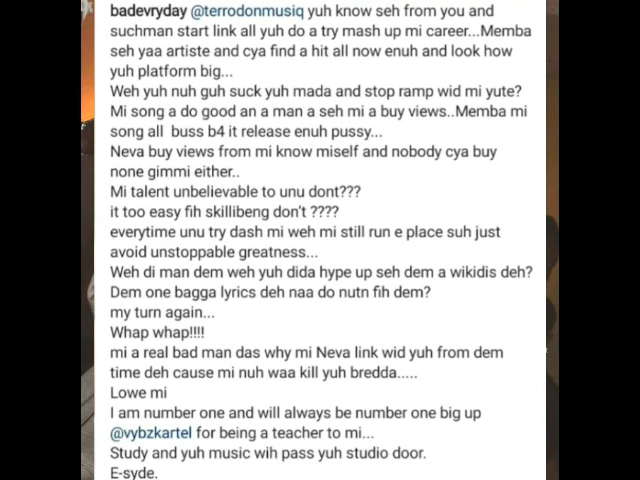 badevryday @terrodonmusiq yuh know seh from you and
suchman start link all yuh do a try mash up mi career...Memba
seh yaa artiste and cya find a hit all now enuh and look how
yuh platform big...
Weh yuh nuh guh suck yuh mada and stop ramp wid mi yute?
Mi song a do good an a man a seh mi a buy views..Memba mi
song all buss b4 it release enuh pussy...
Neva buy views from mi know miself and nobody cya buy
none gimmi either..
Mi talent unbelievable to unu dont???
it too easy fih skillibeng don't ????
everytime unu try dash mi weh mi still run e place suh just
avoid unstoppable greatness...
Weh di man dem weh yuh dida hype up seh dem a wikidis deh?
Dem one bagga lyrics deh naa do nutn fih dem?
my turn again...
Whap whap!!!!
mi a real bad man das why mi Neva link wid yuh from dem
time deh cause mi nuh waa kill yuh bredda.....
Lowe mi
I am number one and will always be number one big up
@vybzkartel for being a teacher to mi...
Study and yuh music wih pass yuh studio door.
E-syde.